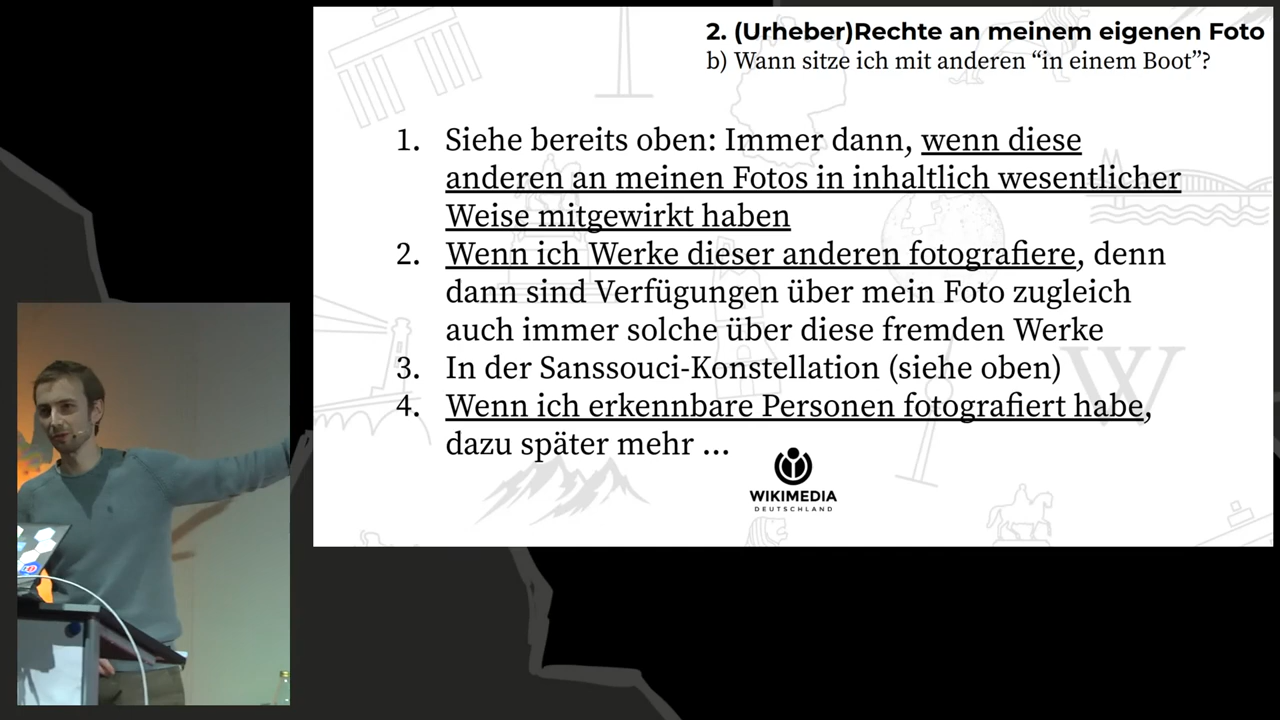 2. (Urheber)Rechte an meinem eigenen Foto
b) Wann sitze ich mit anderen “in einem Boot”?
1. Siehe bereits oben: Immer dann, wenn diese
anderen an meinen Fotos in inhaltlich wesentlicher
Weise mitgewirkt haben
2. Wenn ich Werke dieser anderen fotografiere, denn
dann sind Verfügungen über mein Foto zugleich
auch immer solche über diese fremden Werke
3. In der Sanssouci-Konstellation (siehe oben)
4. Wenn ich erkennbare Personen fotografiert habe,
dazu später mehr ...
W
WIKIMEDIA
DEUTSCHLAND